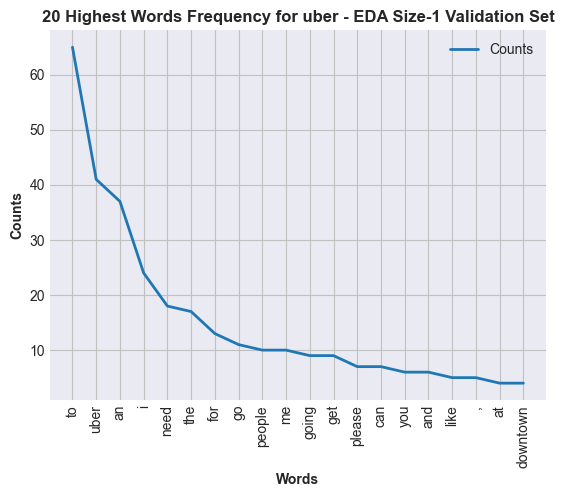 20 Highest Words Frequency for uber - EDA Size-1 Validation Set
Counts
Counts
60
50
40
30
20
10
to
uber
an
i
need
the
for
go
people
me
going
get
please
can
you
and
like
,
at
downtown
Words